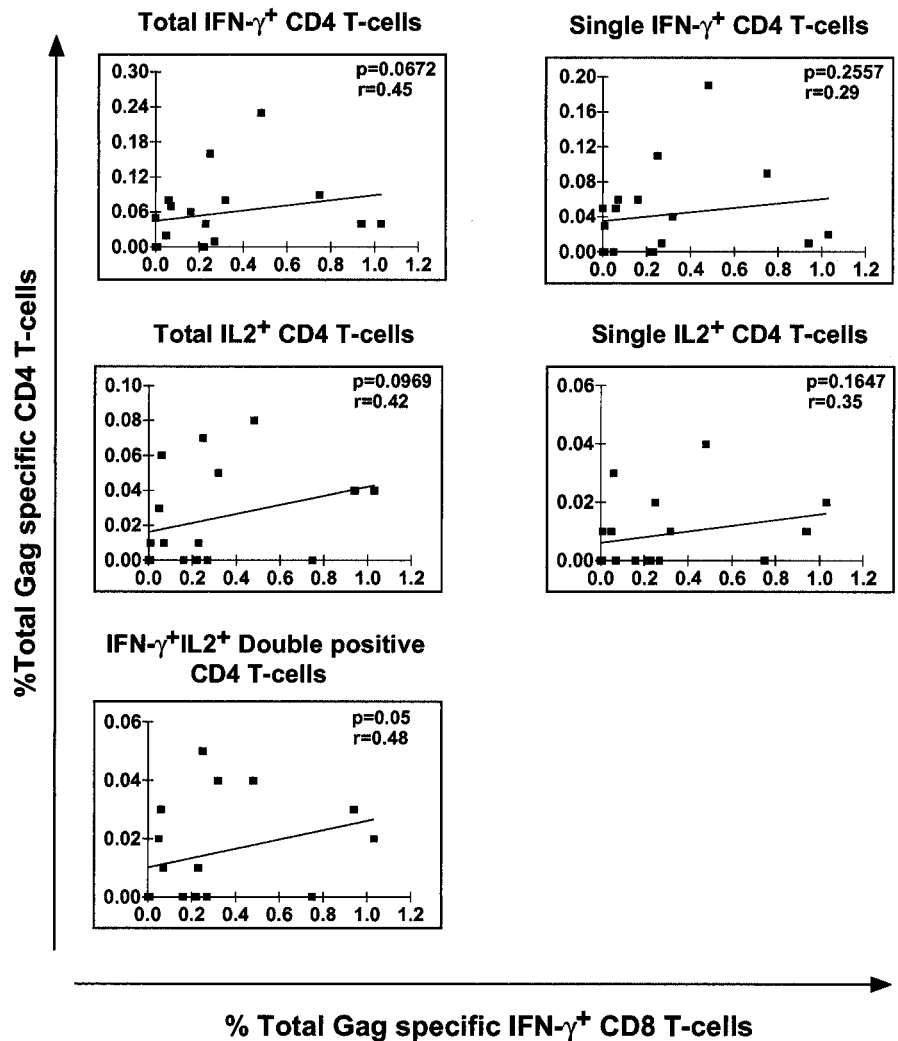 Total IFN-γ+ CD4 T-cells
p=0.0672
r=0.45
0.30
0.24
0.18
0.12
0.06
0.00
0.0 0.2 0.4 0.6 0.8 1.0 1.2
Single IFN-γ+ CD4 T-cells
p=0.2557
r=0.29
0.20
0.16
0.12
0.08
0.04
0.00
0.0 0.2 0.4 0.6 0.8 1.0 1.2
Total IL2+ CD4 T-cells
p=0.0969
r=0.42
0.10
0.08
0.06
0.04
0.02
0.00
0.0 0.2 0.4 0.6 0.8 1.0 1.2
Single IL2+ CD4 T-cells
p=0.1647
r=0.35
0.06
0.04
0.02
0.00
0.0 0.2 0.4 0.6 0.8 1.0 1.2
IFN-γ+IL2+ Double positive
CD4 T-cells
p=0.05
r=0.48
0.06
0.04
0.02
0.00
0.0 0.2 0.4 0.6 0.8 1.0 1.2
%Total Gag specific CD4 T-cells
% Total Gag specific IFN-γ+ CD8 T-cells